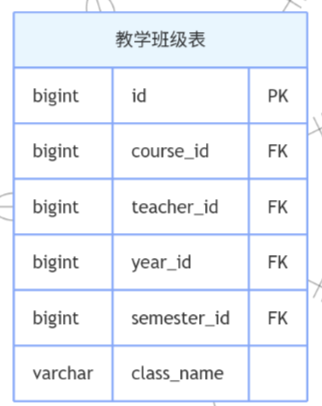 教学班级表
bigint id PK
bigint course_id FK
bigint teacher_id FK
bigint year_id FK
bigint semester_id FK
varchar class_name